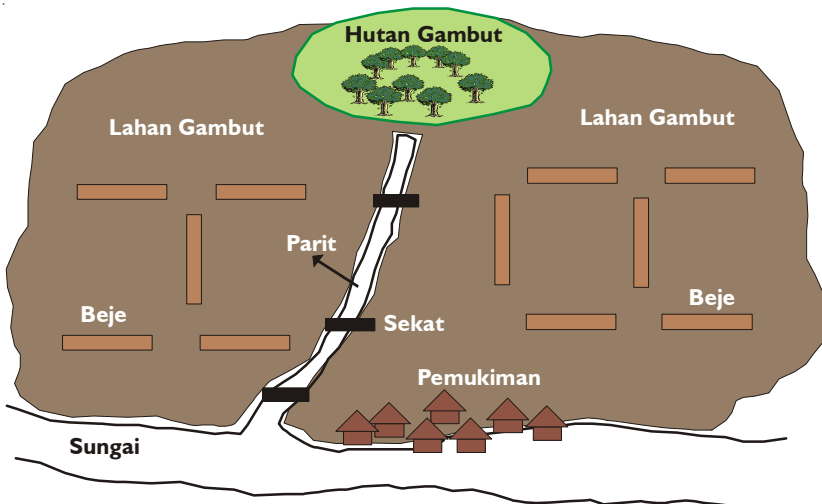 Hutan Gambut
Lahan Gambut
Lahan Gambut
Parit
Beje
Sekat
Beje
Pemukiman
Sungai